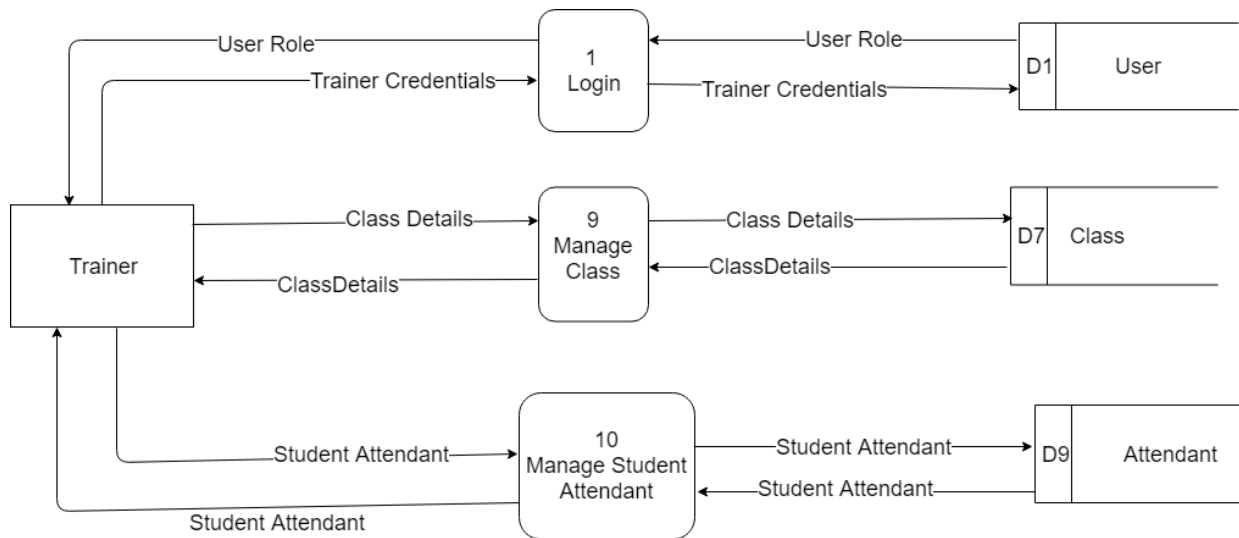 User Role
User Role
1
Login
D1
User
Trainer Credentials
Trainer Credentials
Class Details
9
Manage
Class
Class Details
D7
Class
Trainer
ClassDetails
ClassDetails
Student Attendant
10
Manage Student
Attendant
Student Attendant
D9
Attendant
Student Attendant
Student Attendant